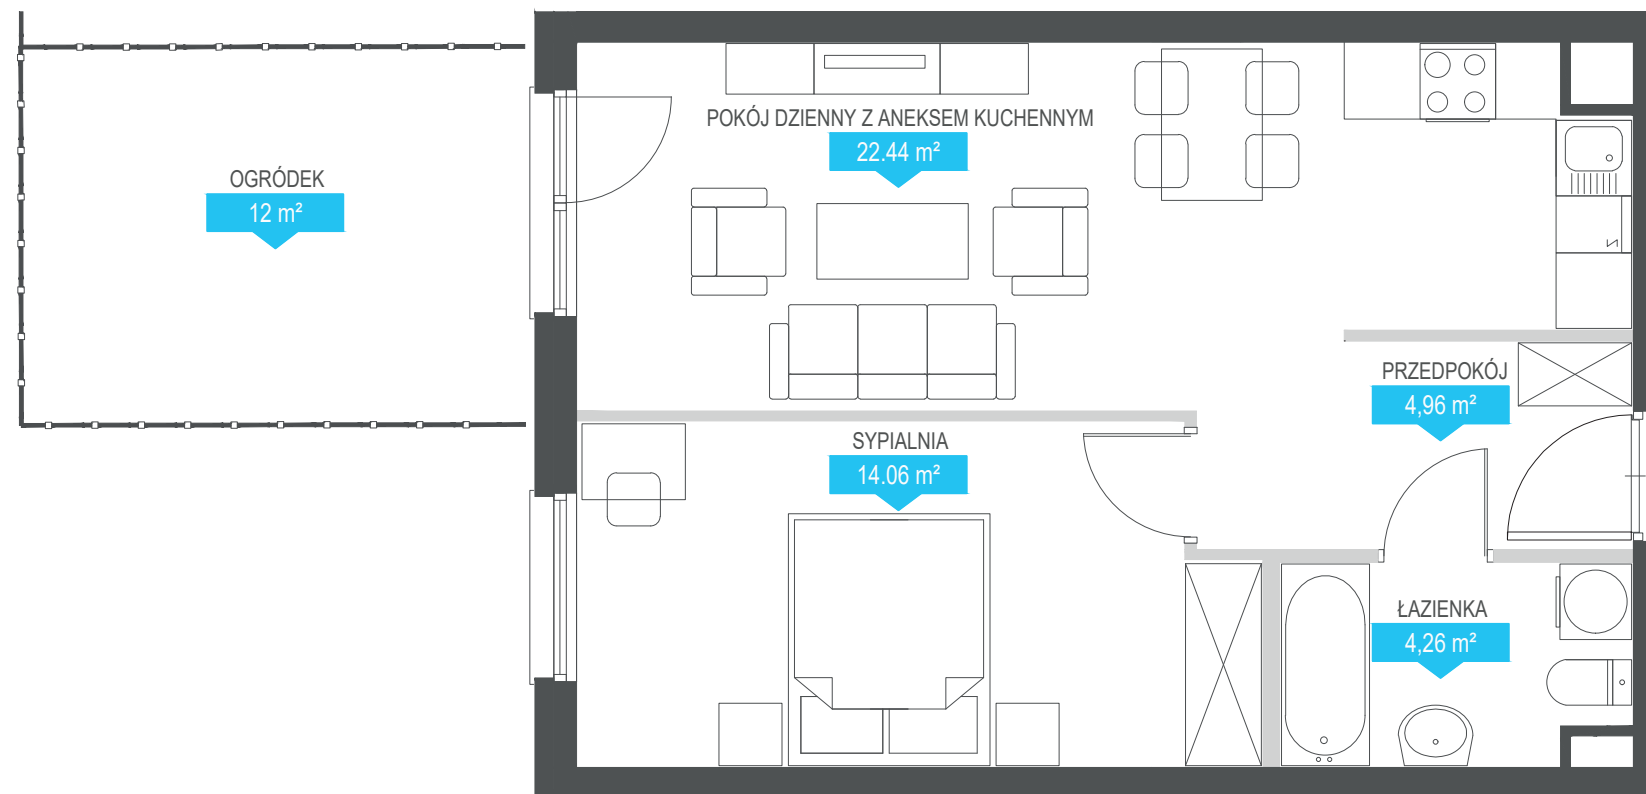 POKÓJ DZIENNY Z ANEKSEM KUCHENNYM
22.44 m²
OGRÓDEK
12 m²
PRZEDPOKÓJ
4,96 m²
SYPIALNIA
14.06 m²
ŁAZIENKA
4,26 m²